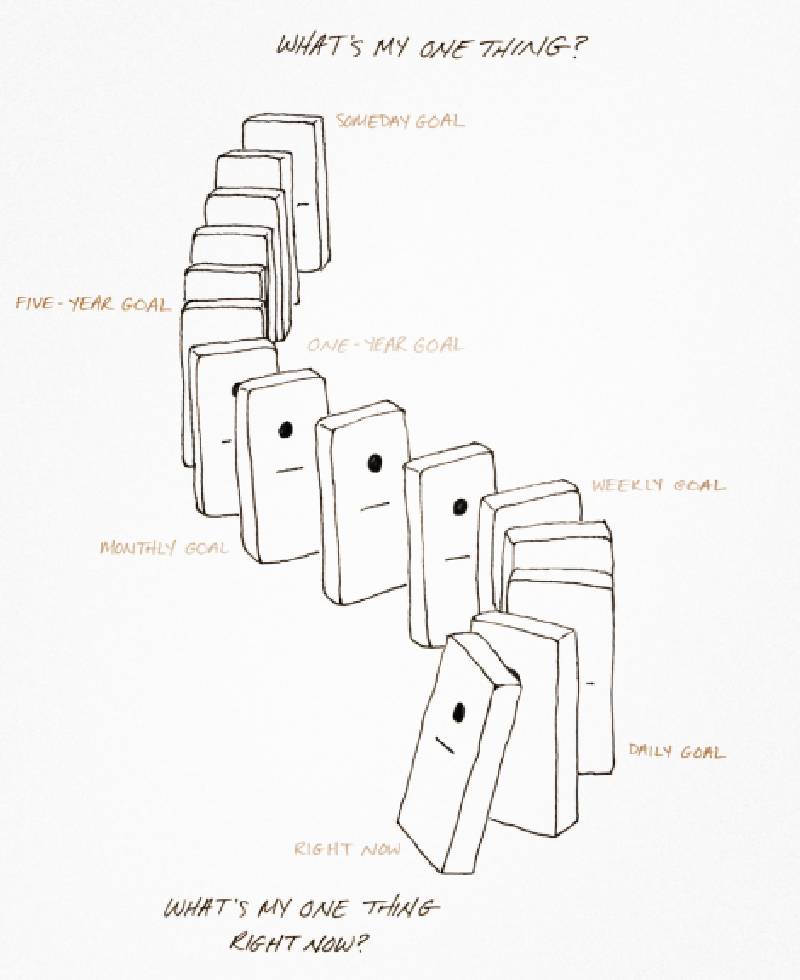 WHAT'S MY ONE THING?
SOMEDAY GOAL
FIVE-YEAR GOAL
ONE-YEAR GOAL
WEEKLY GOAL
MONTHLY GOAL
DAILY GOAL
RIGHT NOW
WHAT'S MY ONE THING
RIGHT NOW?